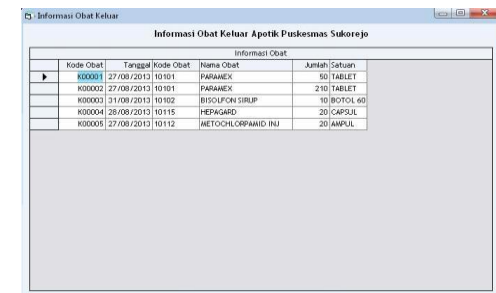 Informasi Obat Keluar
Informasi Obat Keluar Apotik Puskesmas Sukorejo
Informasi Obat
Kode Obat Tanggal Kode Obat Nama Obat Jumlah Satuan
K00001 27/08/2013 10101 PARAMEX 50 TABLET
K00002 27/08/2013 10101 PARAMEX 210 TABLET
K00003 31/08/2013 10102 BISOLFON SIRUP 10 BOTOL 60
K00004 28/08/2013 10115 HEPAGARD 20 CAPSUL
K00005 27/08/2013 10112 METOCHLORPAMID INJ 20 AMPUL